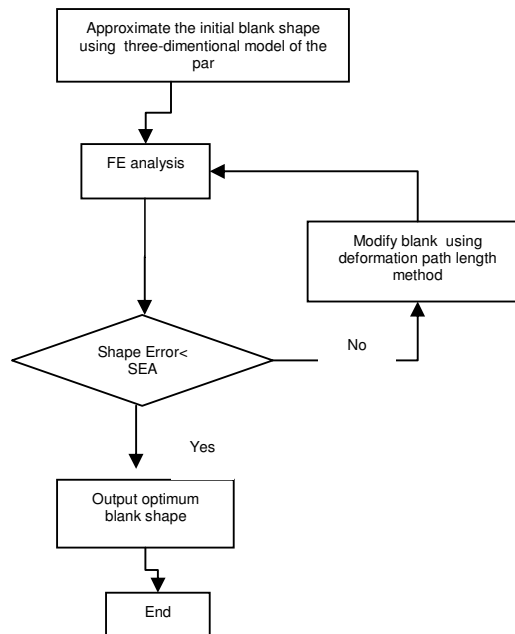 Approximate the initial blank shape
using three-dimentional model of the
par
FE analysis
Modify blank using
deformation path length
method
Shape Error<
SEA
No
Yes
Output optimum
blank shape
End